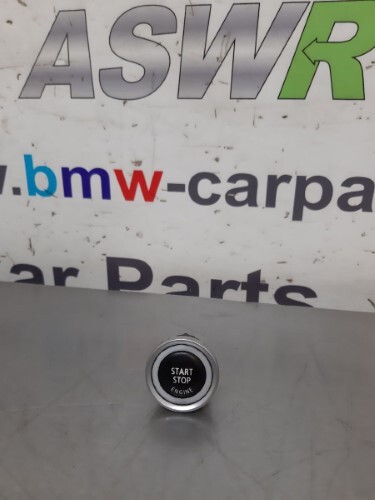 ASWR
w.bmw-carpa
ar Parts
START
STOP
ENGINE